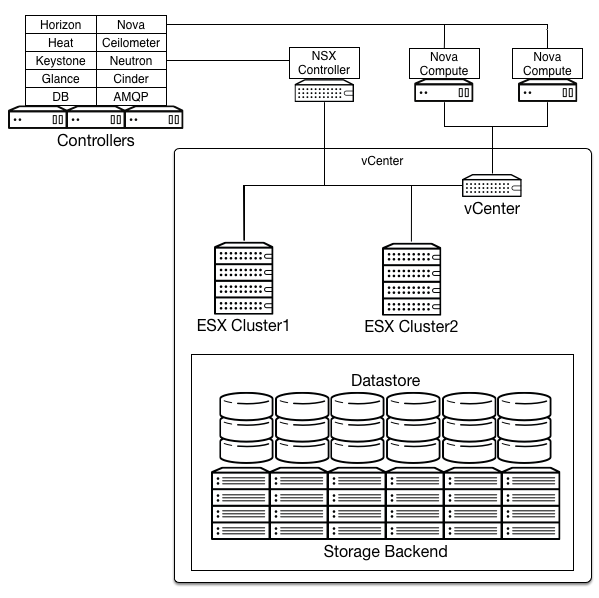 Horizon Nova
Heat Ceilometer
Keystone Neutron
Glance Cinder
DB AMQP
Controllers
NSX
Controller
Nova
Compute
Nova
Compute
vCenter
vCenter
ESX Cluster1
ESX Cluster2
Datastore
Storage Backend